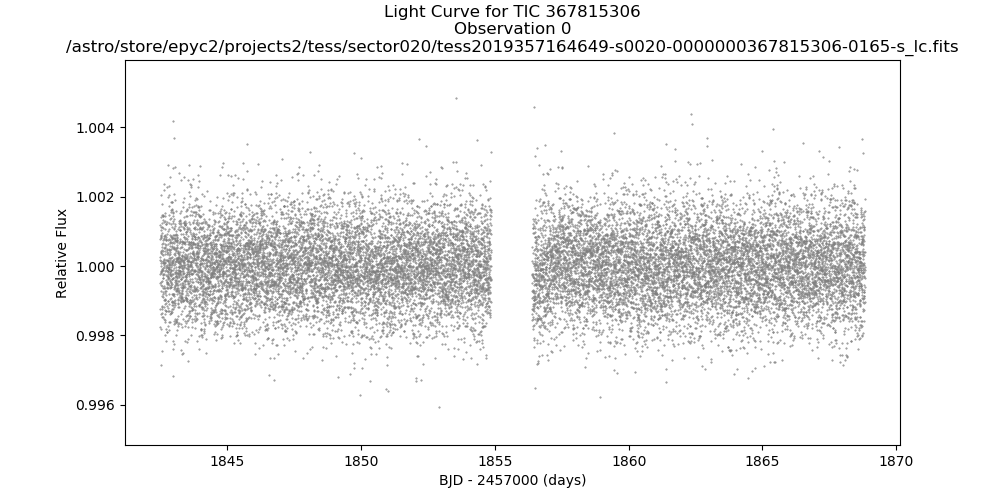 Light Curve for TIC 367815306
Observation 0
/astro/store/epyc2/projects2/tess/sector020/tess2019357164649-s0020-0000000367815306-0165-s_lc.fits
1.004
1.002
1.000
0.998
0.996
Relative Flux
1845 1850 1855 1860 1865 1870
BJD - 2457000 (days)